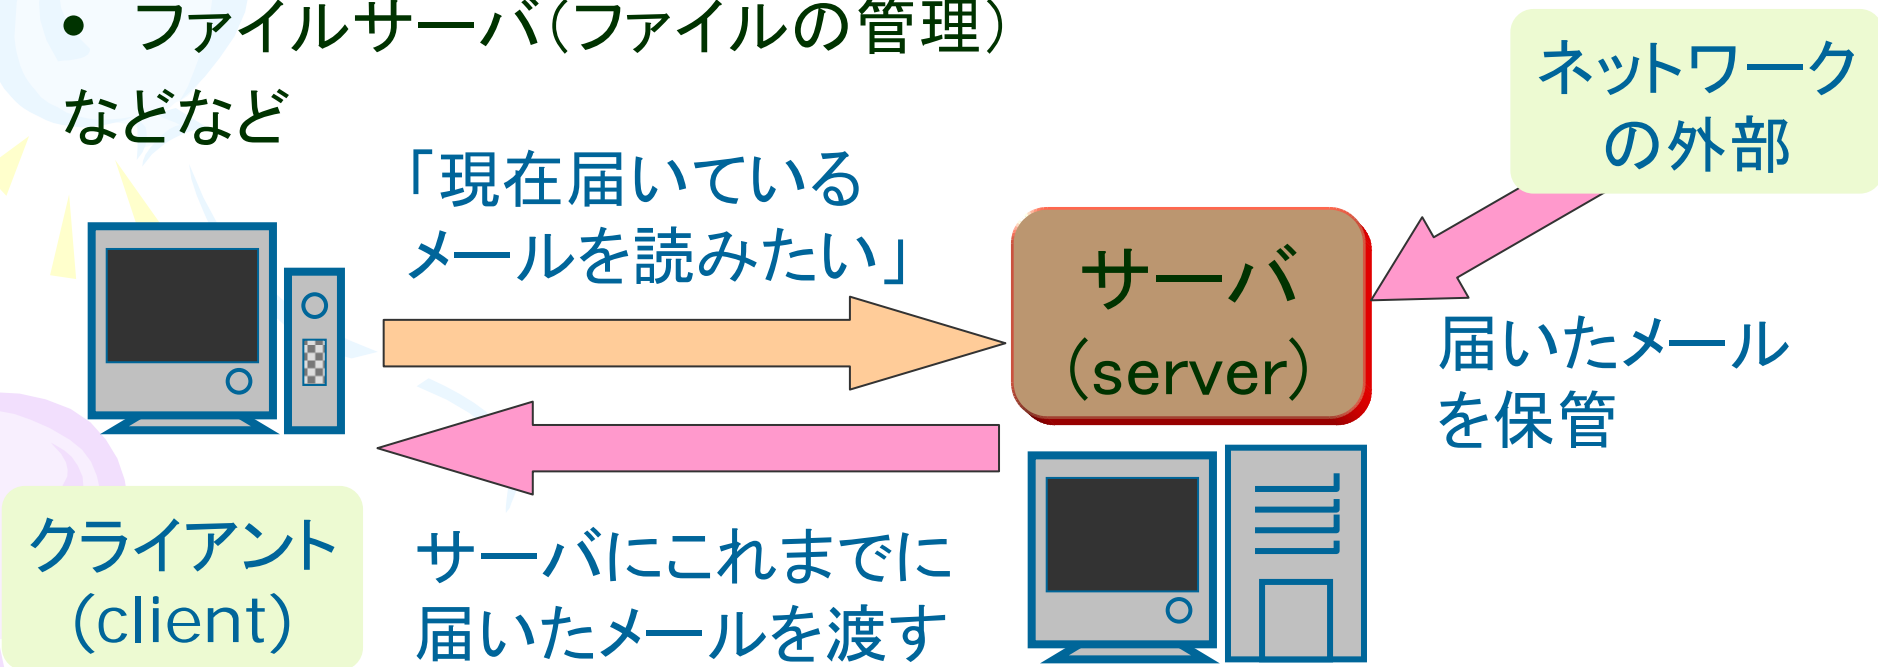 • ファイルサーバ（ファイルの管理）
などなど
ネットワーク
の外部
「現在届いている
メールを読みたい」
サーバ
（server）
届いたメール
を保管
クライアント
（client）
サーバにこれまでに
届いたメールを渡す